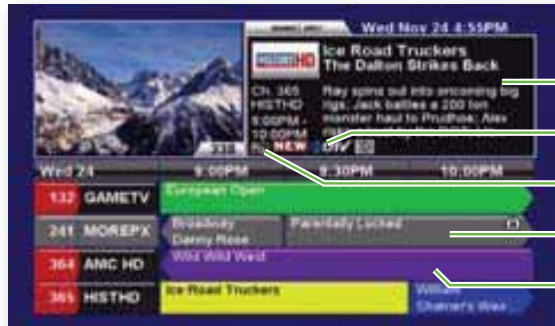 Wed Nov 24 4:55PM
HD
Ice Road Truckers
The Dalton Strikes Back
Ch. 365
HISTHD
9:00PM -
10:00PM
Ray spins out into oncoming big
rigs; Jack battles a 200 ton
monster haul to Prudhoe; Alex
NEW
Wed 24 9:00PM 9:30PM 10:00PM
132 GAMETV European Open
241 MOREPX Broadway
Danny Rose Parentally Locked
364 AMC HD Wild Wild West
365 HISTHD Ice Road Truckers William
Shatner's